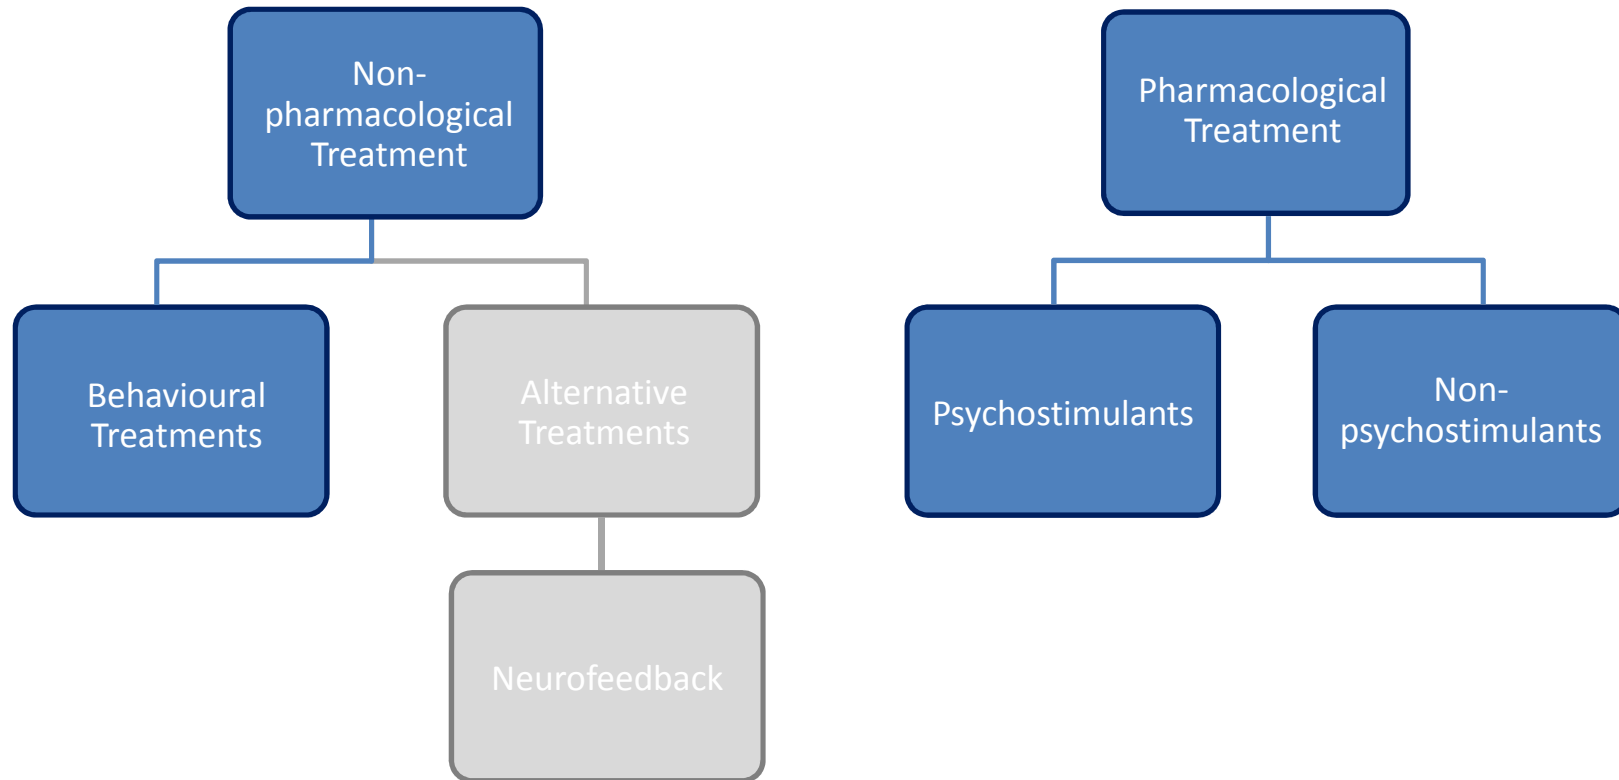 Non-
pharmacological
Treatment
Pharmacological
Treatment
Behavioural
Treatments
Alternative
Treatments
Psychostimulants
Non-
psychostimulants
Neurofeedback